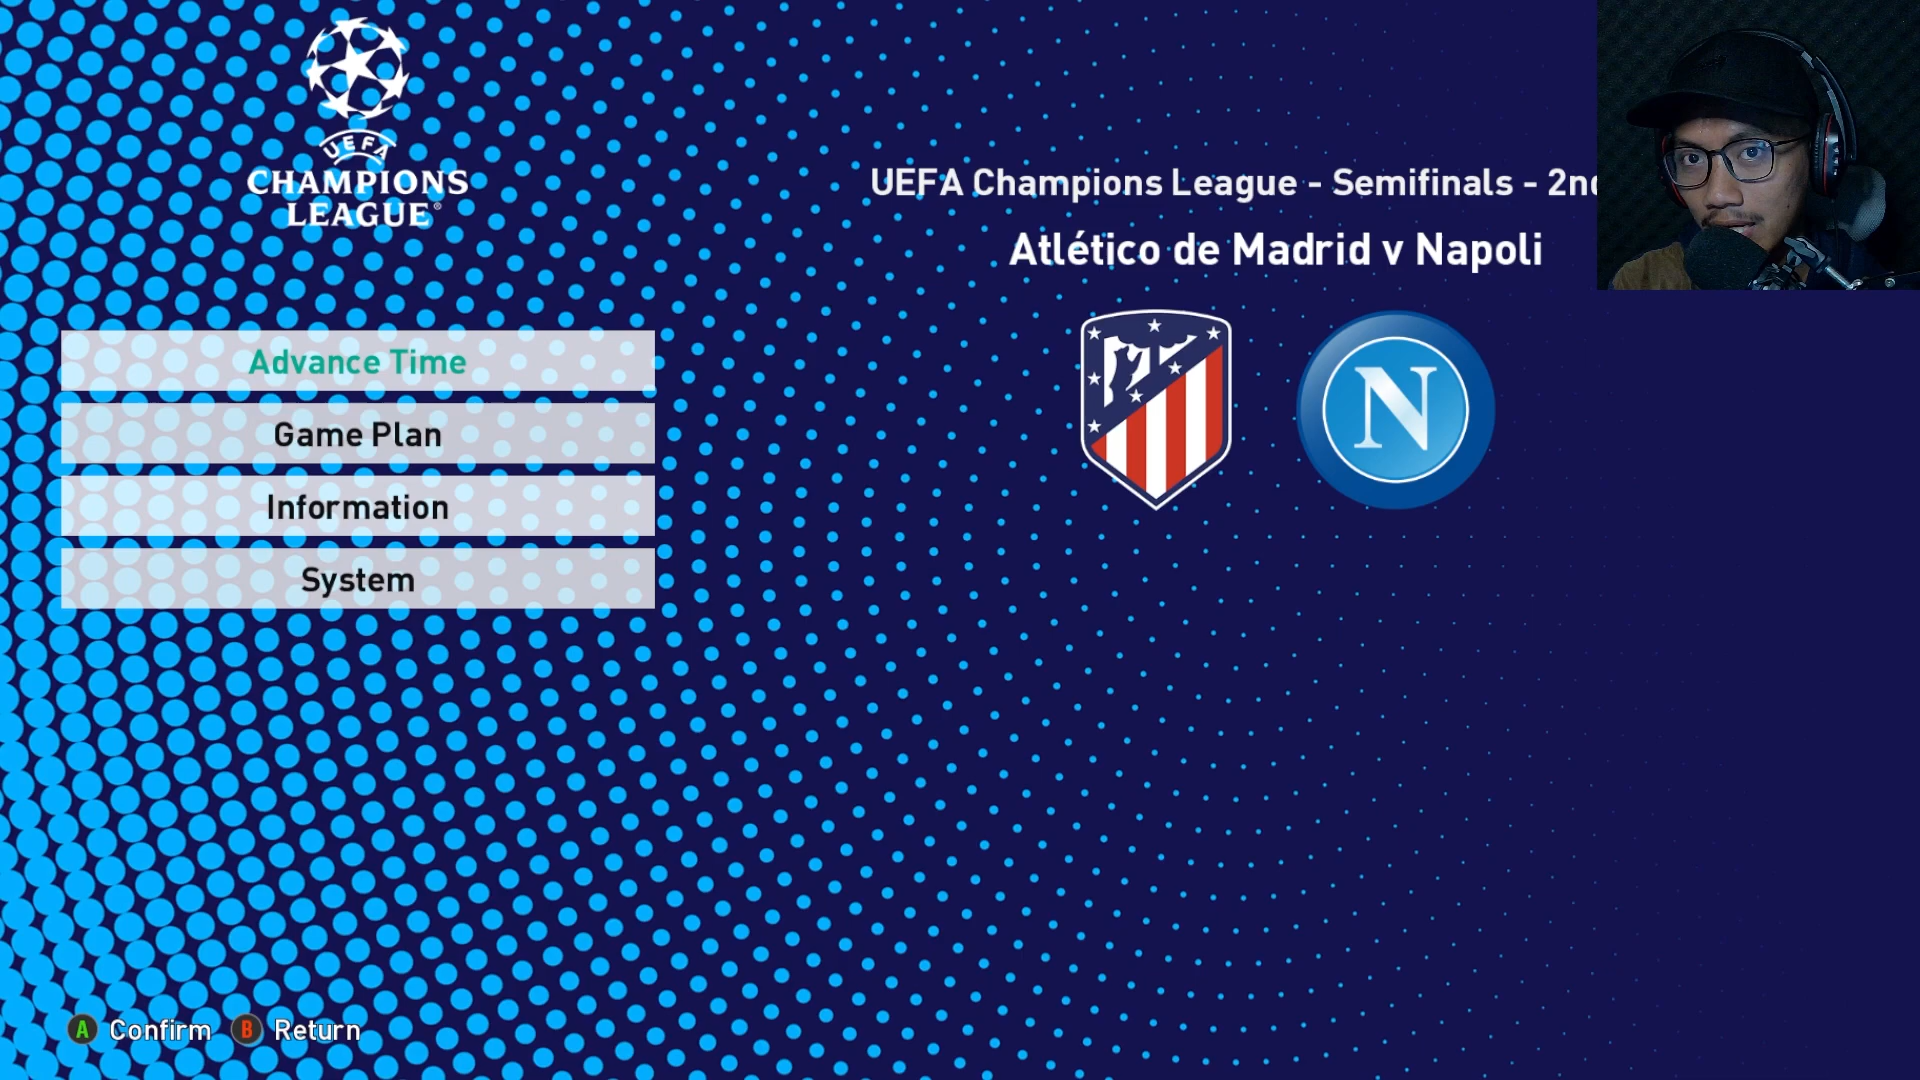 UEFA
CHAMPIONS
LEAGUE®
UEFA Champions League - Semifinals - 2nd
Atlético de Madrid v Napoli
N
Advance Time
Game Plan
Information
System
A Confirm B Return